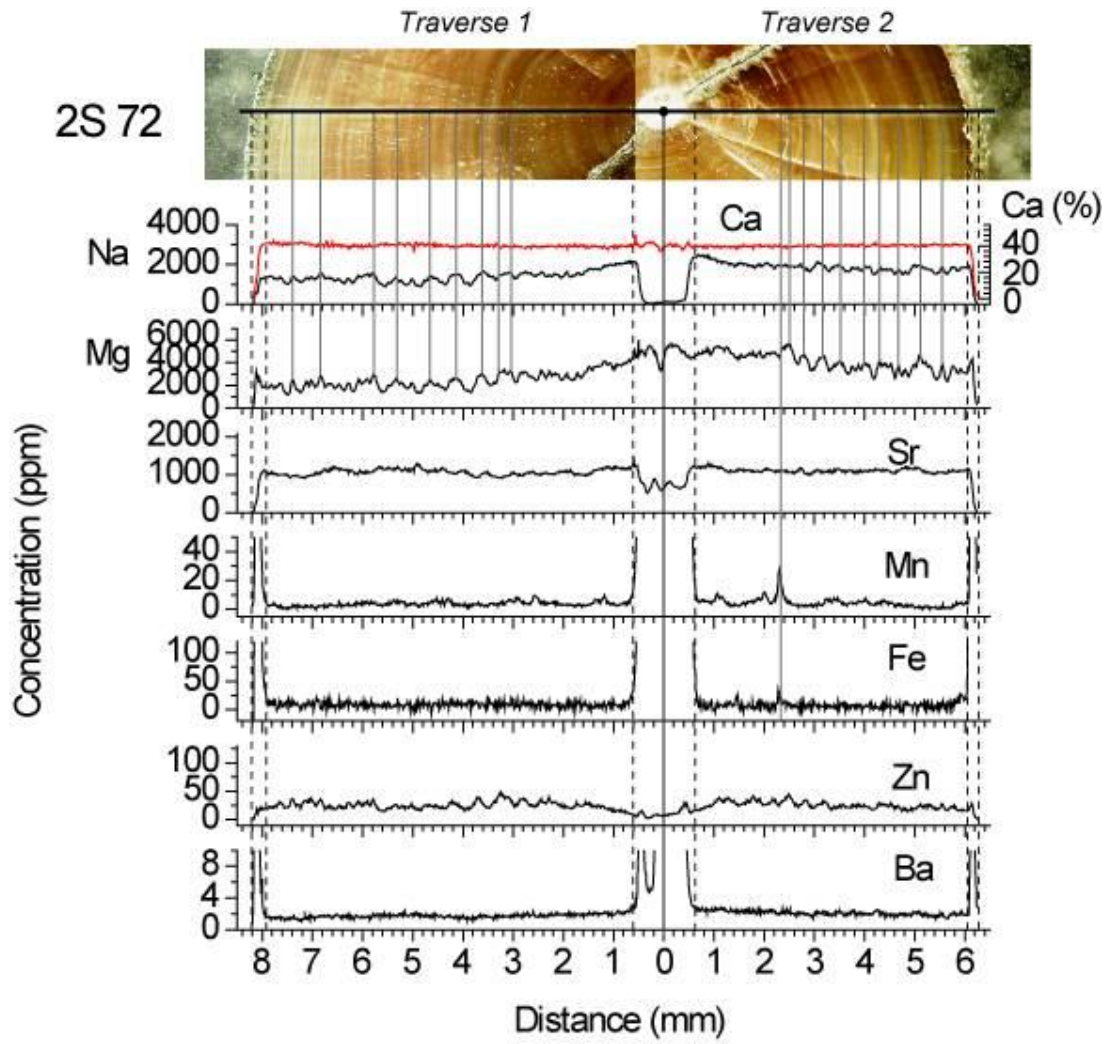 Traverse 1 Traverse 2
2S 72
Ca Ca (%)
Na 4000 2000 0 40 20 0
Mg 6000 4000 2000 0
Sr 2000 1000 0
Mn 40 20 0
Fe 100 50 0
Zn 100 50 0
Ba 8 4 0
Concentration (ppm)
8 7 6 5 4 3 2 1 0 1 2 3 4 5 6
Distance (mm)